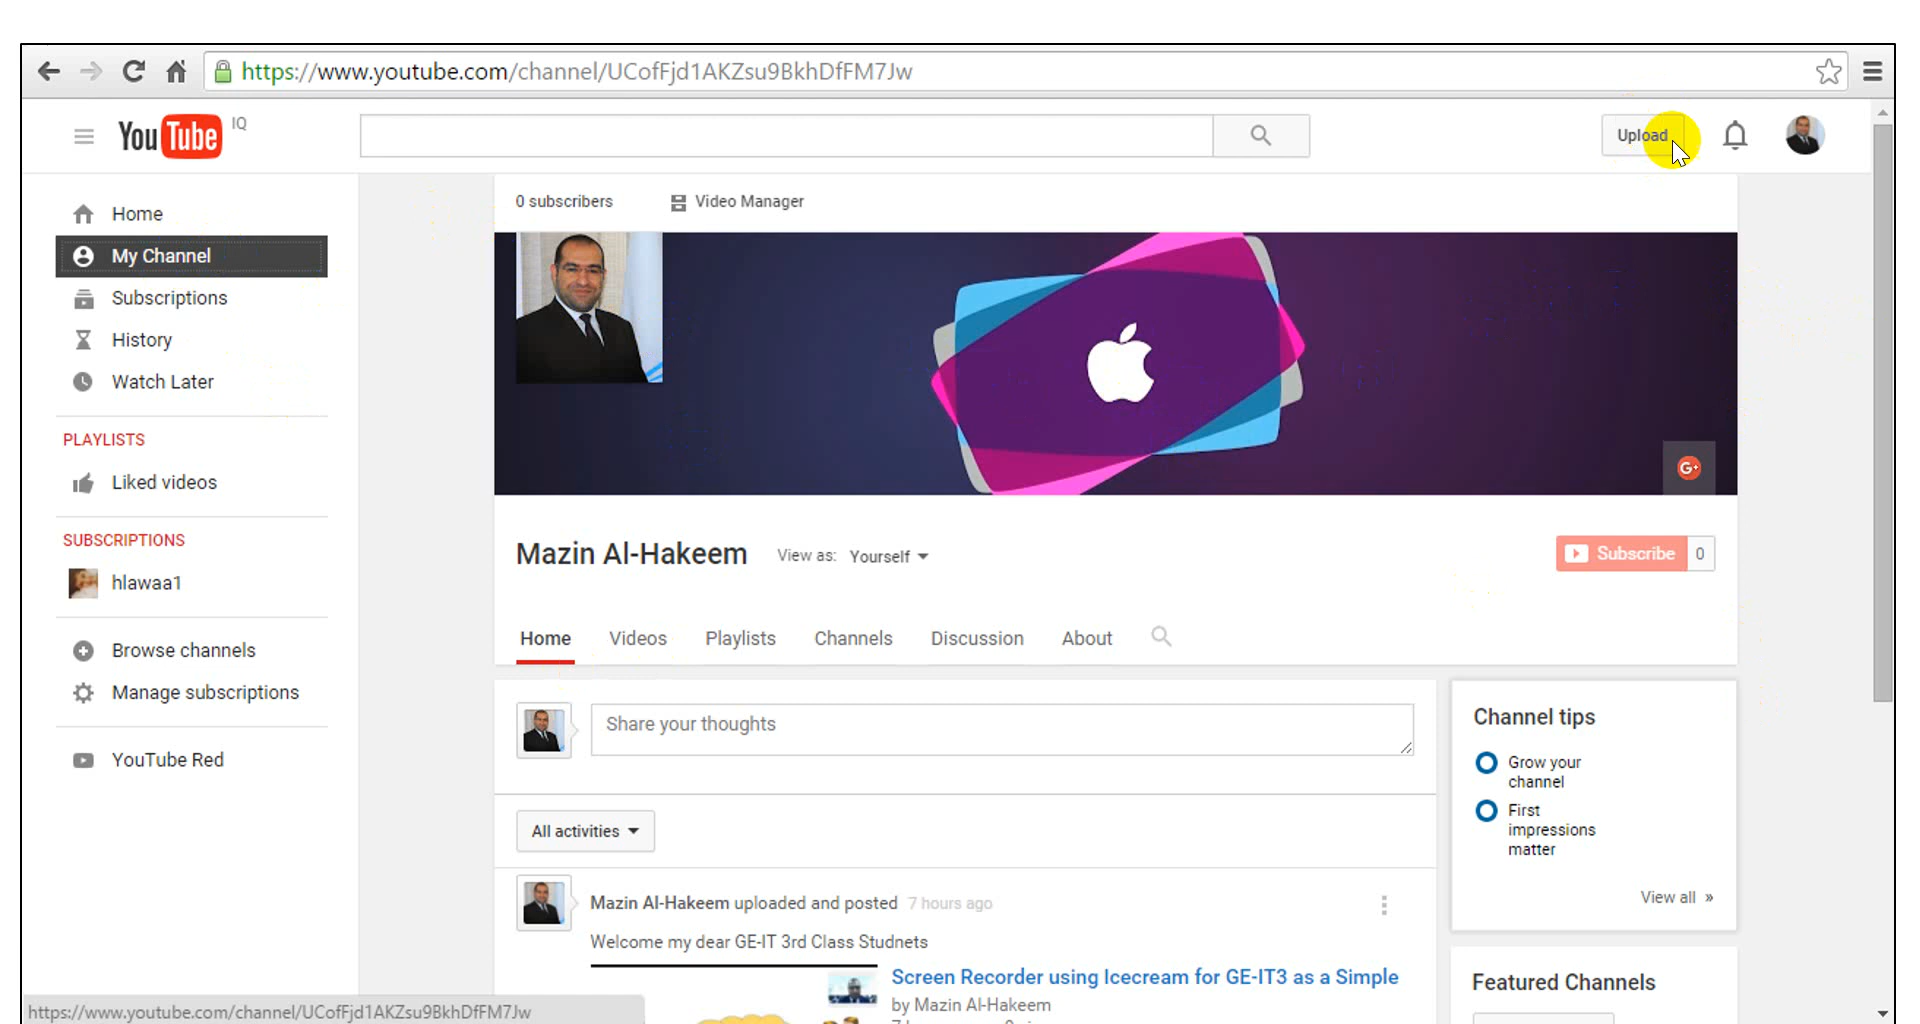 https://www.youtube.com/channel/UCofFjd1AKZsu9BkhDfFM7Jw
YouTube IQ
Upload
0 subscribers
Video Manager
Home
My Channel
Subscriptions
History
Watch Later
PLAYLISTS
Liked videos
SUBSCRIPTIONS
hlawaa1
Browse channels
Manage subscriptions
YouTube Red
G+
Mazin Al-Hakeem
View as: Yourself
Subscribe 0
Home Videos Playlists Channels Discussion About
Share your thoughts
All activities
Mazin Al-Hakeem uploaded and posted 7 hours ago
Welcome my dear GE-IT 3rd Class Studnets
Screen Recorder using Icecream for GE-IT3 as a Simple
by Mazin Al-Hakeem
Channel tips
Grow your
channel
First
impressions
matter
View all »
Featured Channels
https://www.youtube.com/channel/UCofFjd1AKZsu9BkhDfFM7Jw